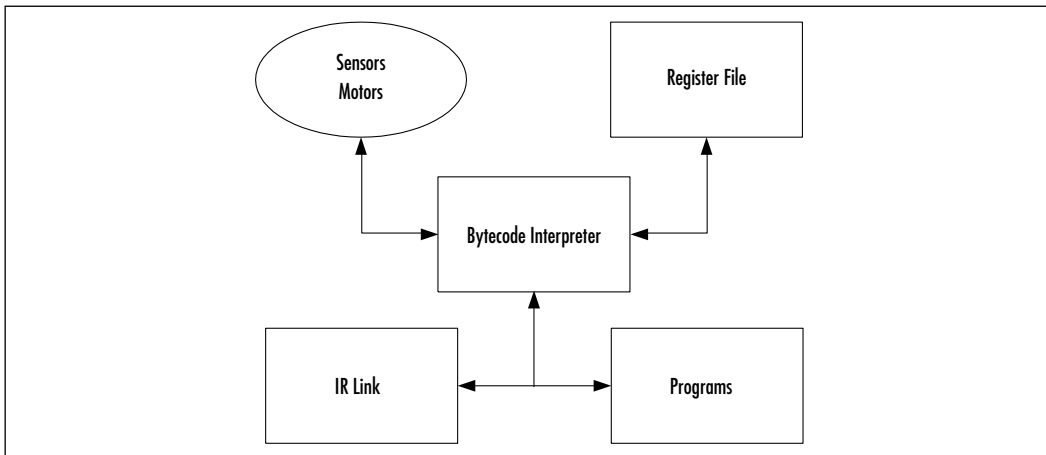 Sensors
Motors
Register File
Bytecode Interpreter
IR Link
Programs